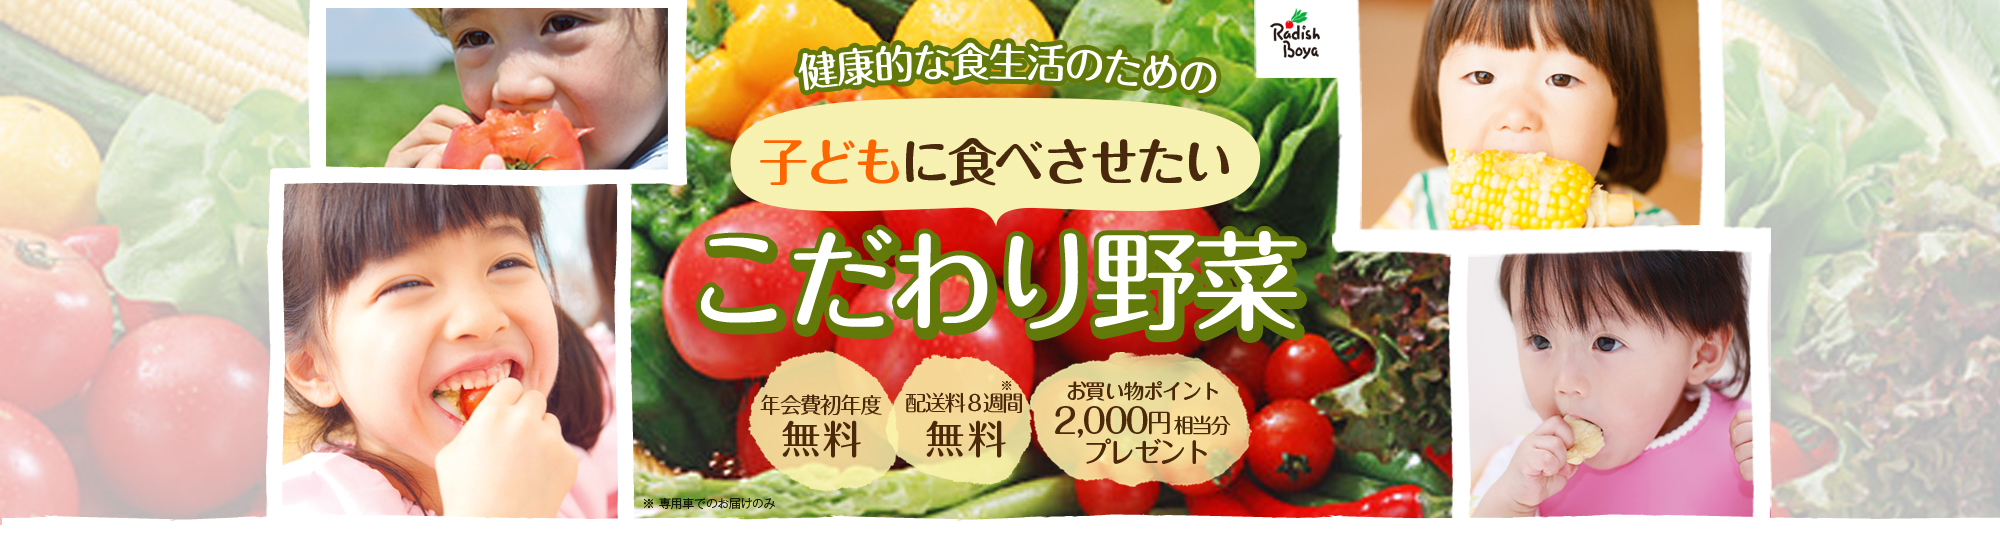 Radish
Boya
健康的な食生活のための
子どもに食べさせたい
こだわり野菜
年会費初年度
無料
※
配送料8週間
無料
お買い物ポイント
2,000円相当分
プレゼント
※ 専用車でのお届けのみ